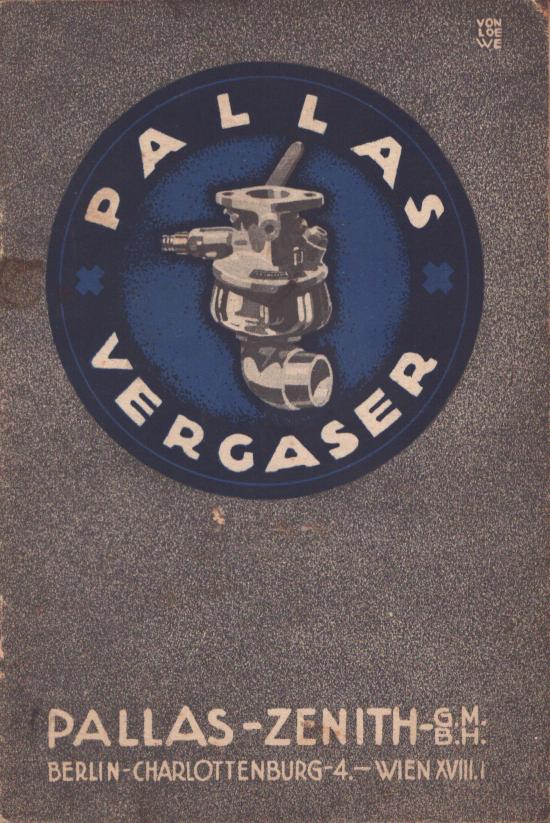 VON
LOE
WE
PALLAS
VERGASER
PALLAS-ZENITH-G.M.B.H.
BERLIN-CHARLOTTENBURG-4.—WIEN XVIII.1